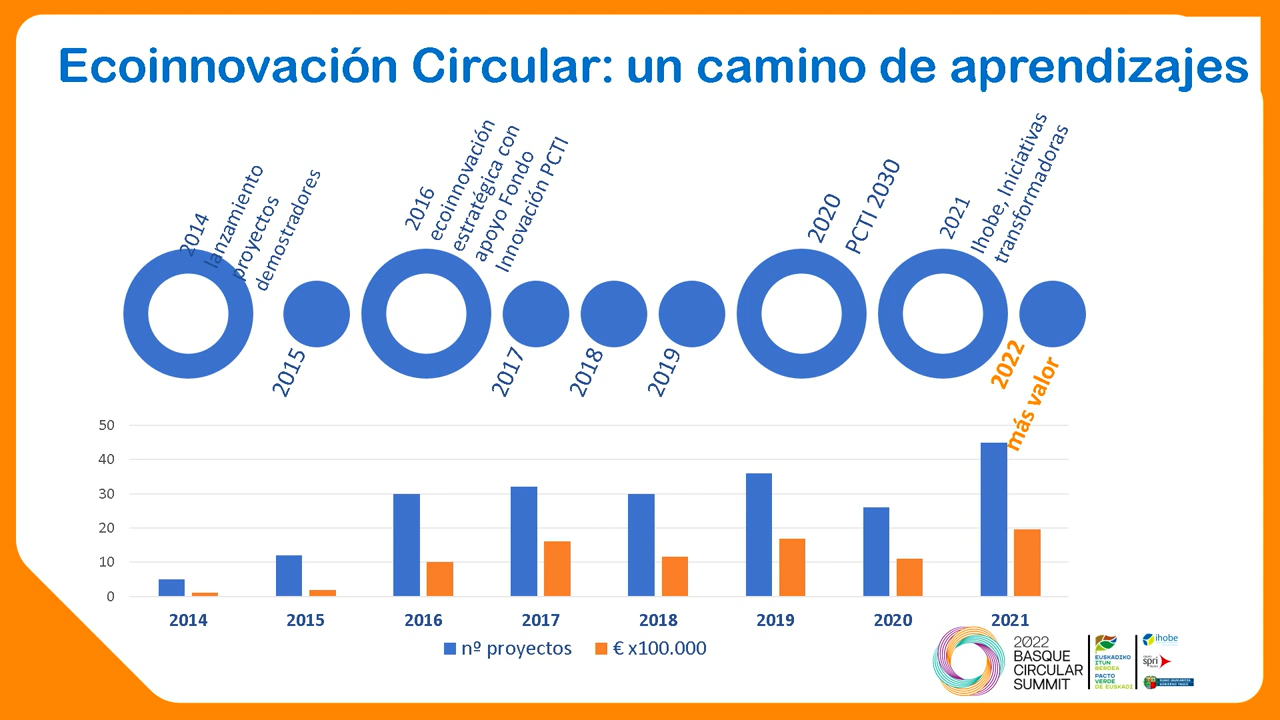 Ecoinnovación Circular: un camino de aprendizajes
2014
lanzamiento
proyectos
demostradores
2015
2016
ecoinnovación
estratégica con
apoyo Fondo
Innovación PCTI
2017
2018
2019
2020
PCTI 2030
2021
Ihobe, Iniciativas
transformadoras
2022
más valor
50
40
30
20
10
0
2014 2015 2016 2017 2018 2019 2020 2021
nº proyectos € x100.000
2022
BASQUE
CIRCULAR
SUMMIT
EUSKADIKO
ITUN
BERDEA
PACTO
VERDE
DE EUSKADI
ihobe
spri